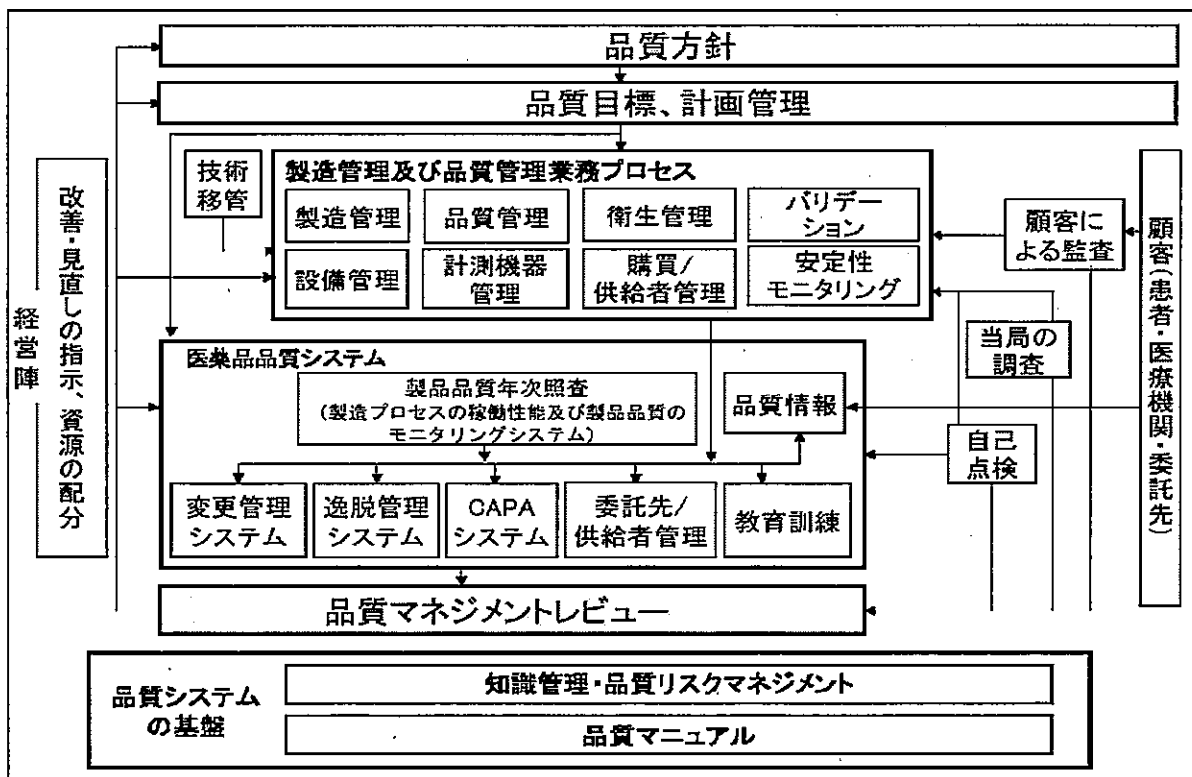 品質方針
品質目標、計画管理
技術
移管
製造管理及び品質管理業務プロセス
製造管理
品質管理
衛生管理
バリデー
ション
設備管理
計測機器
管理
購買/
供給者管理
安定性
モニタリング
顧客に
よる監査
顧客(患者・医療機関・委託先)
当局の
調査
自己
点検
経営陣
改善・見直しの指示、資源の配分
医薬品品質システム
製品品質年次照査
(製造プロセスの稼働性能及び製品品質の
モニタリングシステム)
品質情報
変更管理
システム
逸脱管理
システム
CAPA
システム
委託先/
供給者管理
教育訓練
品質マネジメントレビュー
品質システム
の基盤
知識管理・品質リスクマネジメント
品質マニュアル